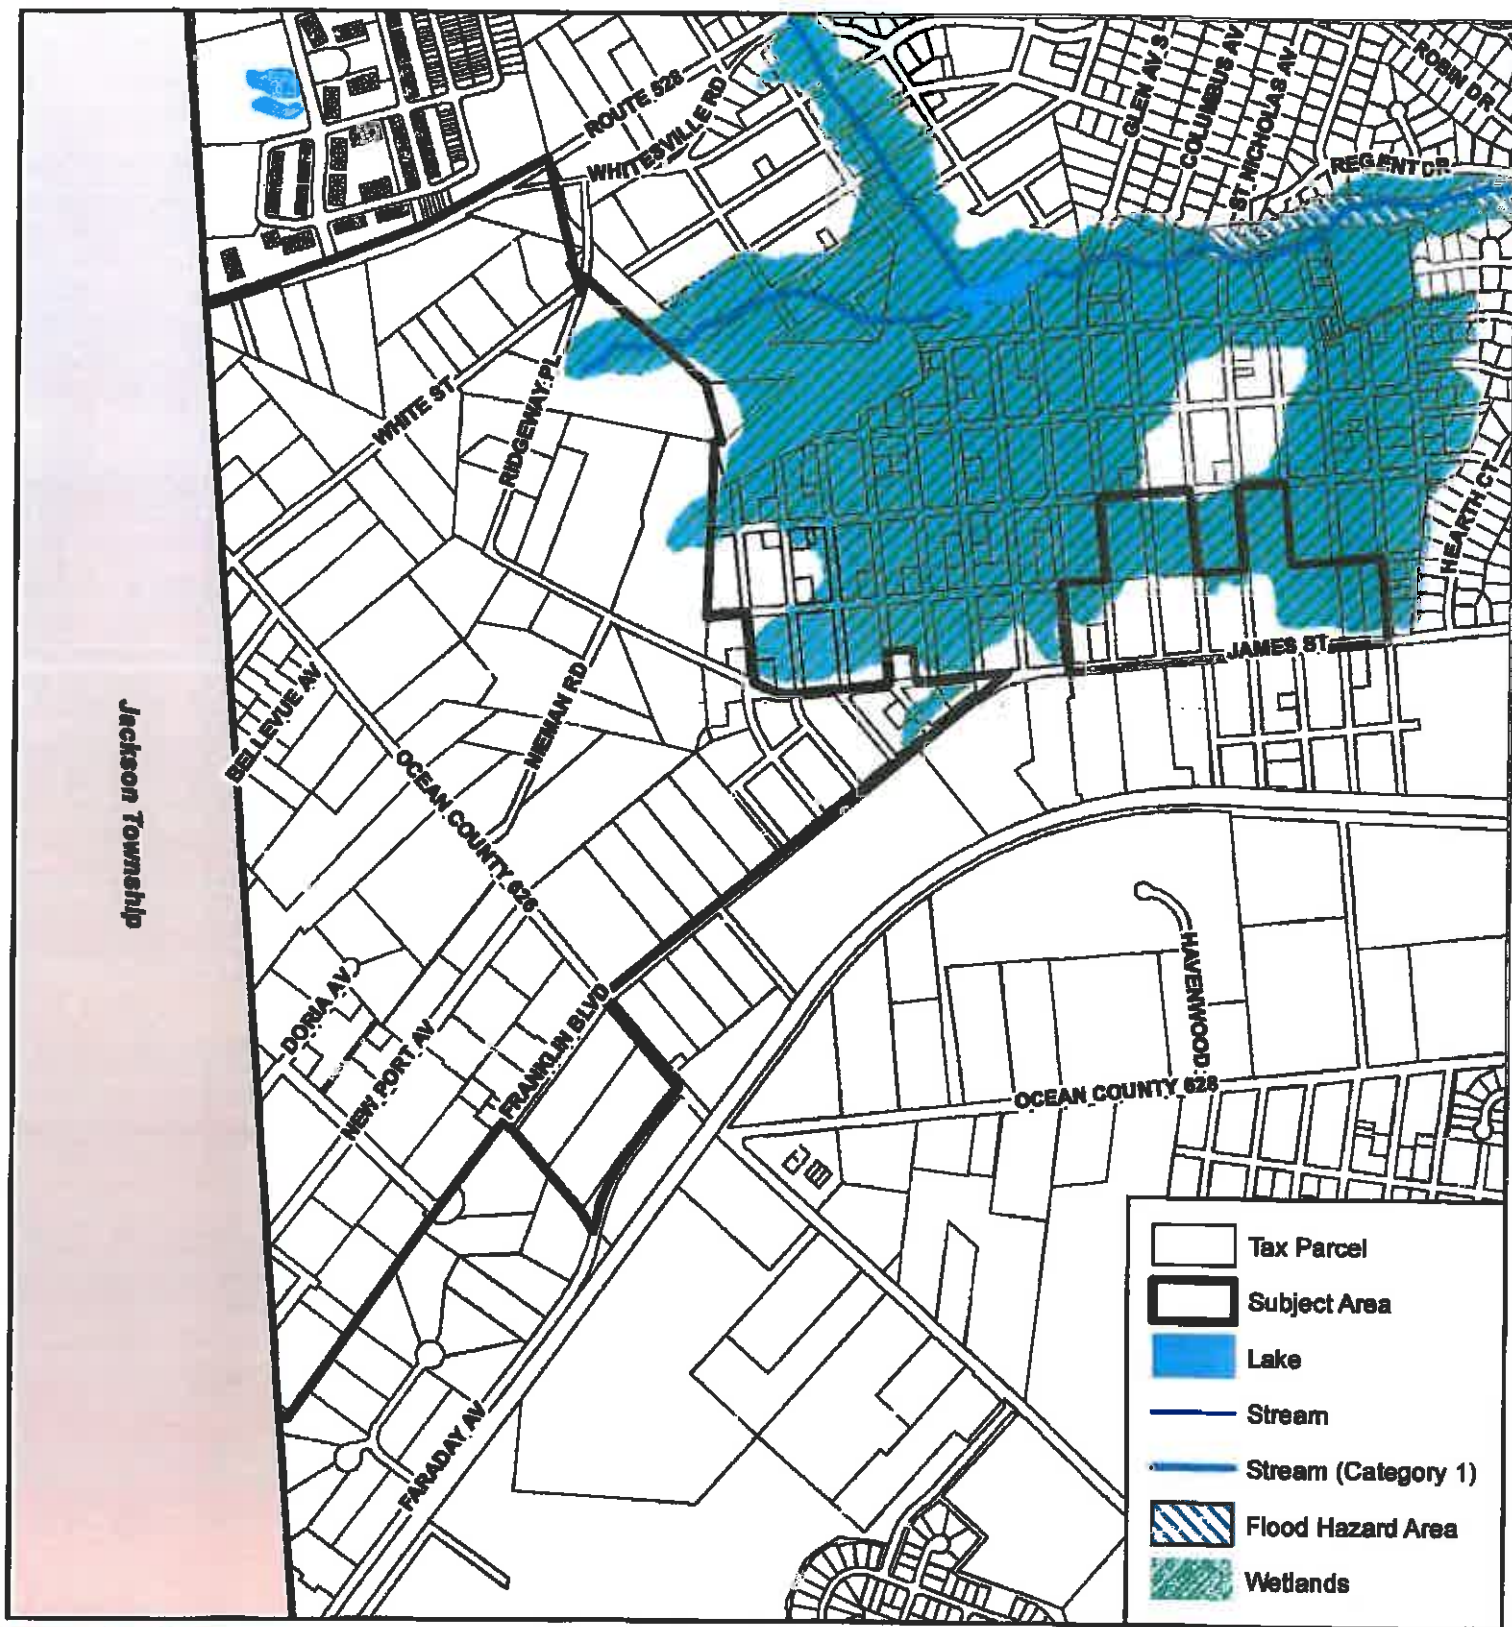 ROUTE 528
WHITESVILLE RD
GLEN AV S
COLUMBUS AV
ST NICHOLAS AV
ROBIN DR
REGENT DR
WHITE ST
RIDGEWAY PL
HEARTH CT
JAMES ST
NIEMAN RD
BELLEVUE AV
OCEAN COUNTY 626
Jackson Township
HAVENWOOD
DORIA AV
NEW PORT AV
FRANKLIN BLVD
OCEAN COUNTY 628
FARADAY AV
Tax Parcel
Subject Area
Lake
Stream
Stream (Category 1)
Flood Hazard Area
Wetlands